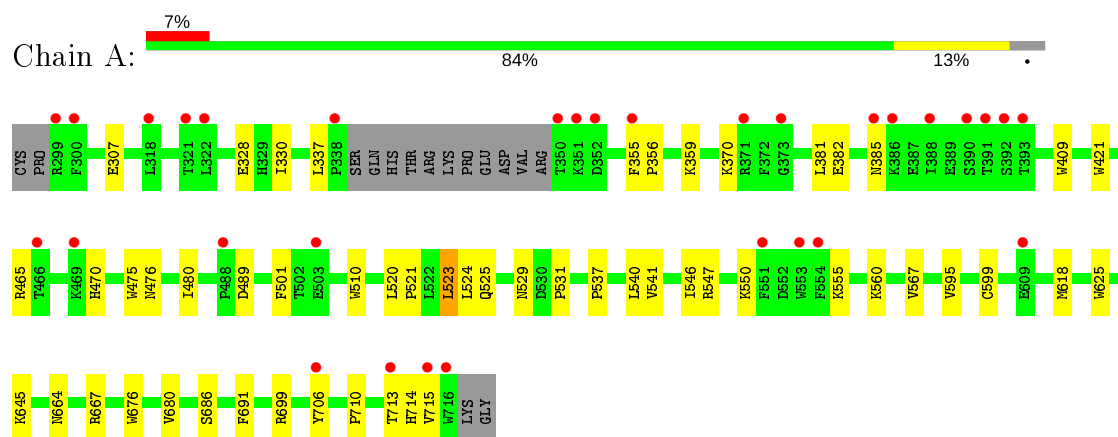 7%
Chain A:
84% 13% •
CYS PRO R299 F300 E307 L318 T321 L322 E328 H329 I330 L337 P338 SER GLN HIS THR ARG LYS PRO GLU ASP VAL ARG T350 K351 D352 F355 P356 K359 K370 R371 F372 G373 L381 E382 N385 K386 E387 I388 E389 S390 T391 S392 T393 W409 W421
R465 T466 K469 H470 W475 N476 I480 P488 D489 F501 T502 E503 W510 L520 P521 L522 L523 L524 Q525 N529 D530 P531 P537 L540 V541 I546 R547 K550 F551 D552 W553 F554 K555 K560 V567 V595 C599 E609 M618 W625
K645 N664 R667 W676 V680 S686 F691 R699 Y706 P710 T713 H714 V715 W716 LYS GLY